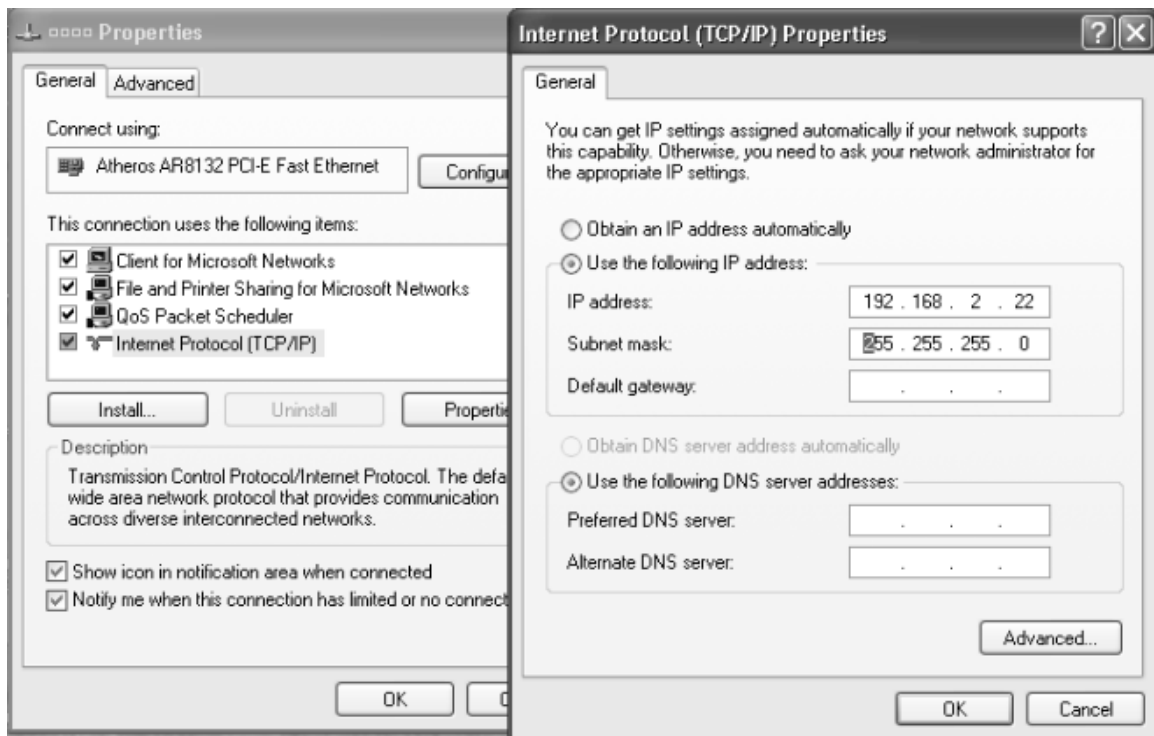 Properties
General
Advanced
Connect using:
Atheros AR8132 PCI-E Fast Ethernet
This connection uses the following items:
Client for Microsoft Networks
File and Printer Sharing for Microsoft Networks
QoS Packet Scheduler
Internet Protocol (TCP/IP)
Install...
Uninstall
Description
Transmission Control Protocol/Internet Protocol. The defa
wide area network protocol that provides communication
across diverse interconnected networks.
Show icon in notification area when connected
Notify me when this connection has limited or no connect
OK
Internet Protocol (TCP/IP) Properties
General
You can get IP settings assigned automatically if your network supports
this capability. Otherwise, you need to ask your network administrator for
the appropriate IP settings.
Obtain an IP address automatically
Use the following IP address:
IP address: 192 . 168 . 2 . 22
Subnet mask: 255 . 255 . 255 . 0
Default gateway: . . .
Obtain DNS server address automatically
Use the following DNS server addresses:
Preferred DNS server: . . .
Alternate DNS server: . . .
Advanced...
OK
Cancel